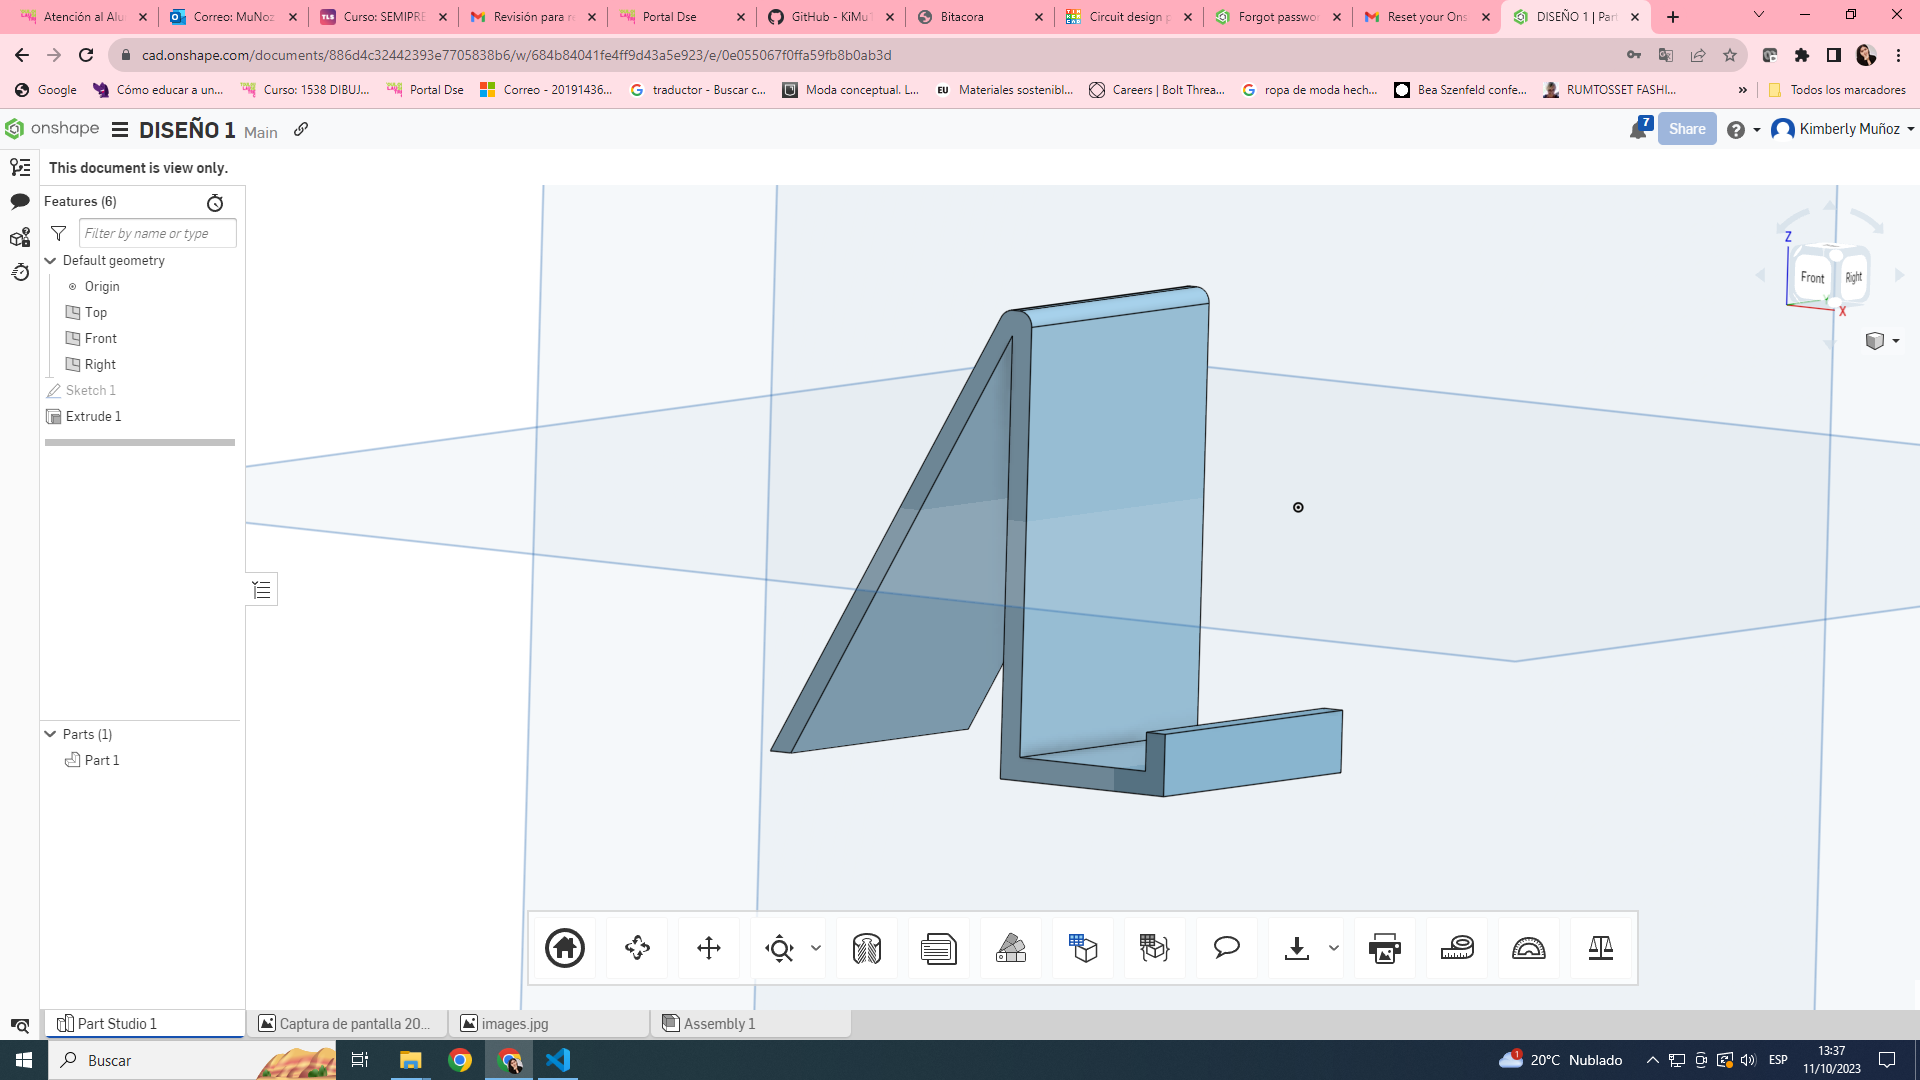 Atención al Alu
Correo: MuNoz
Curso: SEMIPRE
Revisión para re
Portal Dse
GitHub - KiMuT
Bitacora
Circuit design p
Forgot passwor
Reset your Ons
DISEÑO 1 | Part
cad.onshape.com/documents/886d4c32442393e7705838b6/w/684b84041fe4ff9d43a5e923/e/0e055067f0ffa59fb8b0ab3d
Google
Cómo educar a un...
Curso: 1538 DIBUJ...
Portal Dse
Correo - 20191436...
traductor - Buscar c...
Moda conceptual. L...
EU
Materiales sostenibl...
Careers | Bolt Threa...
ropa de moda hech...
Bea Szenfeld confe...
RUMTOSSET FASHI...
»
Todos los marcadores
onshape
DISEÑO 1 Main
7
Share
Kimberly Muñoz
This document is view only.
Features (6)
Filter by name or type
Default geometry
Origin
Top
Front
Right
Sketch 1
Extrude 1
Parts (1)
Part 1
Z
Front
Right
X
Part Studio 1
Captura de pantalla 20...
images.jpg
Assembly 1
Buscar
1
20°C Nublado
ESP
13:37
11/10/2023